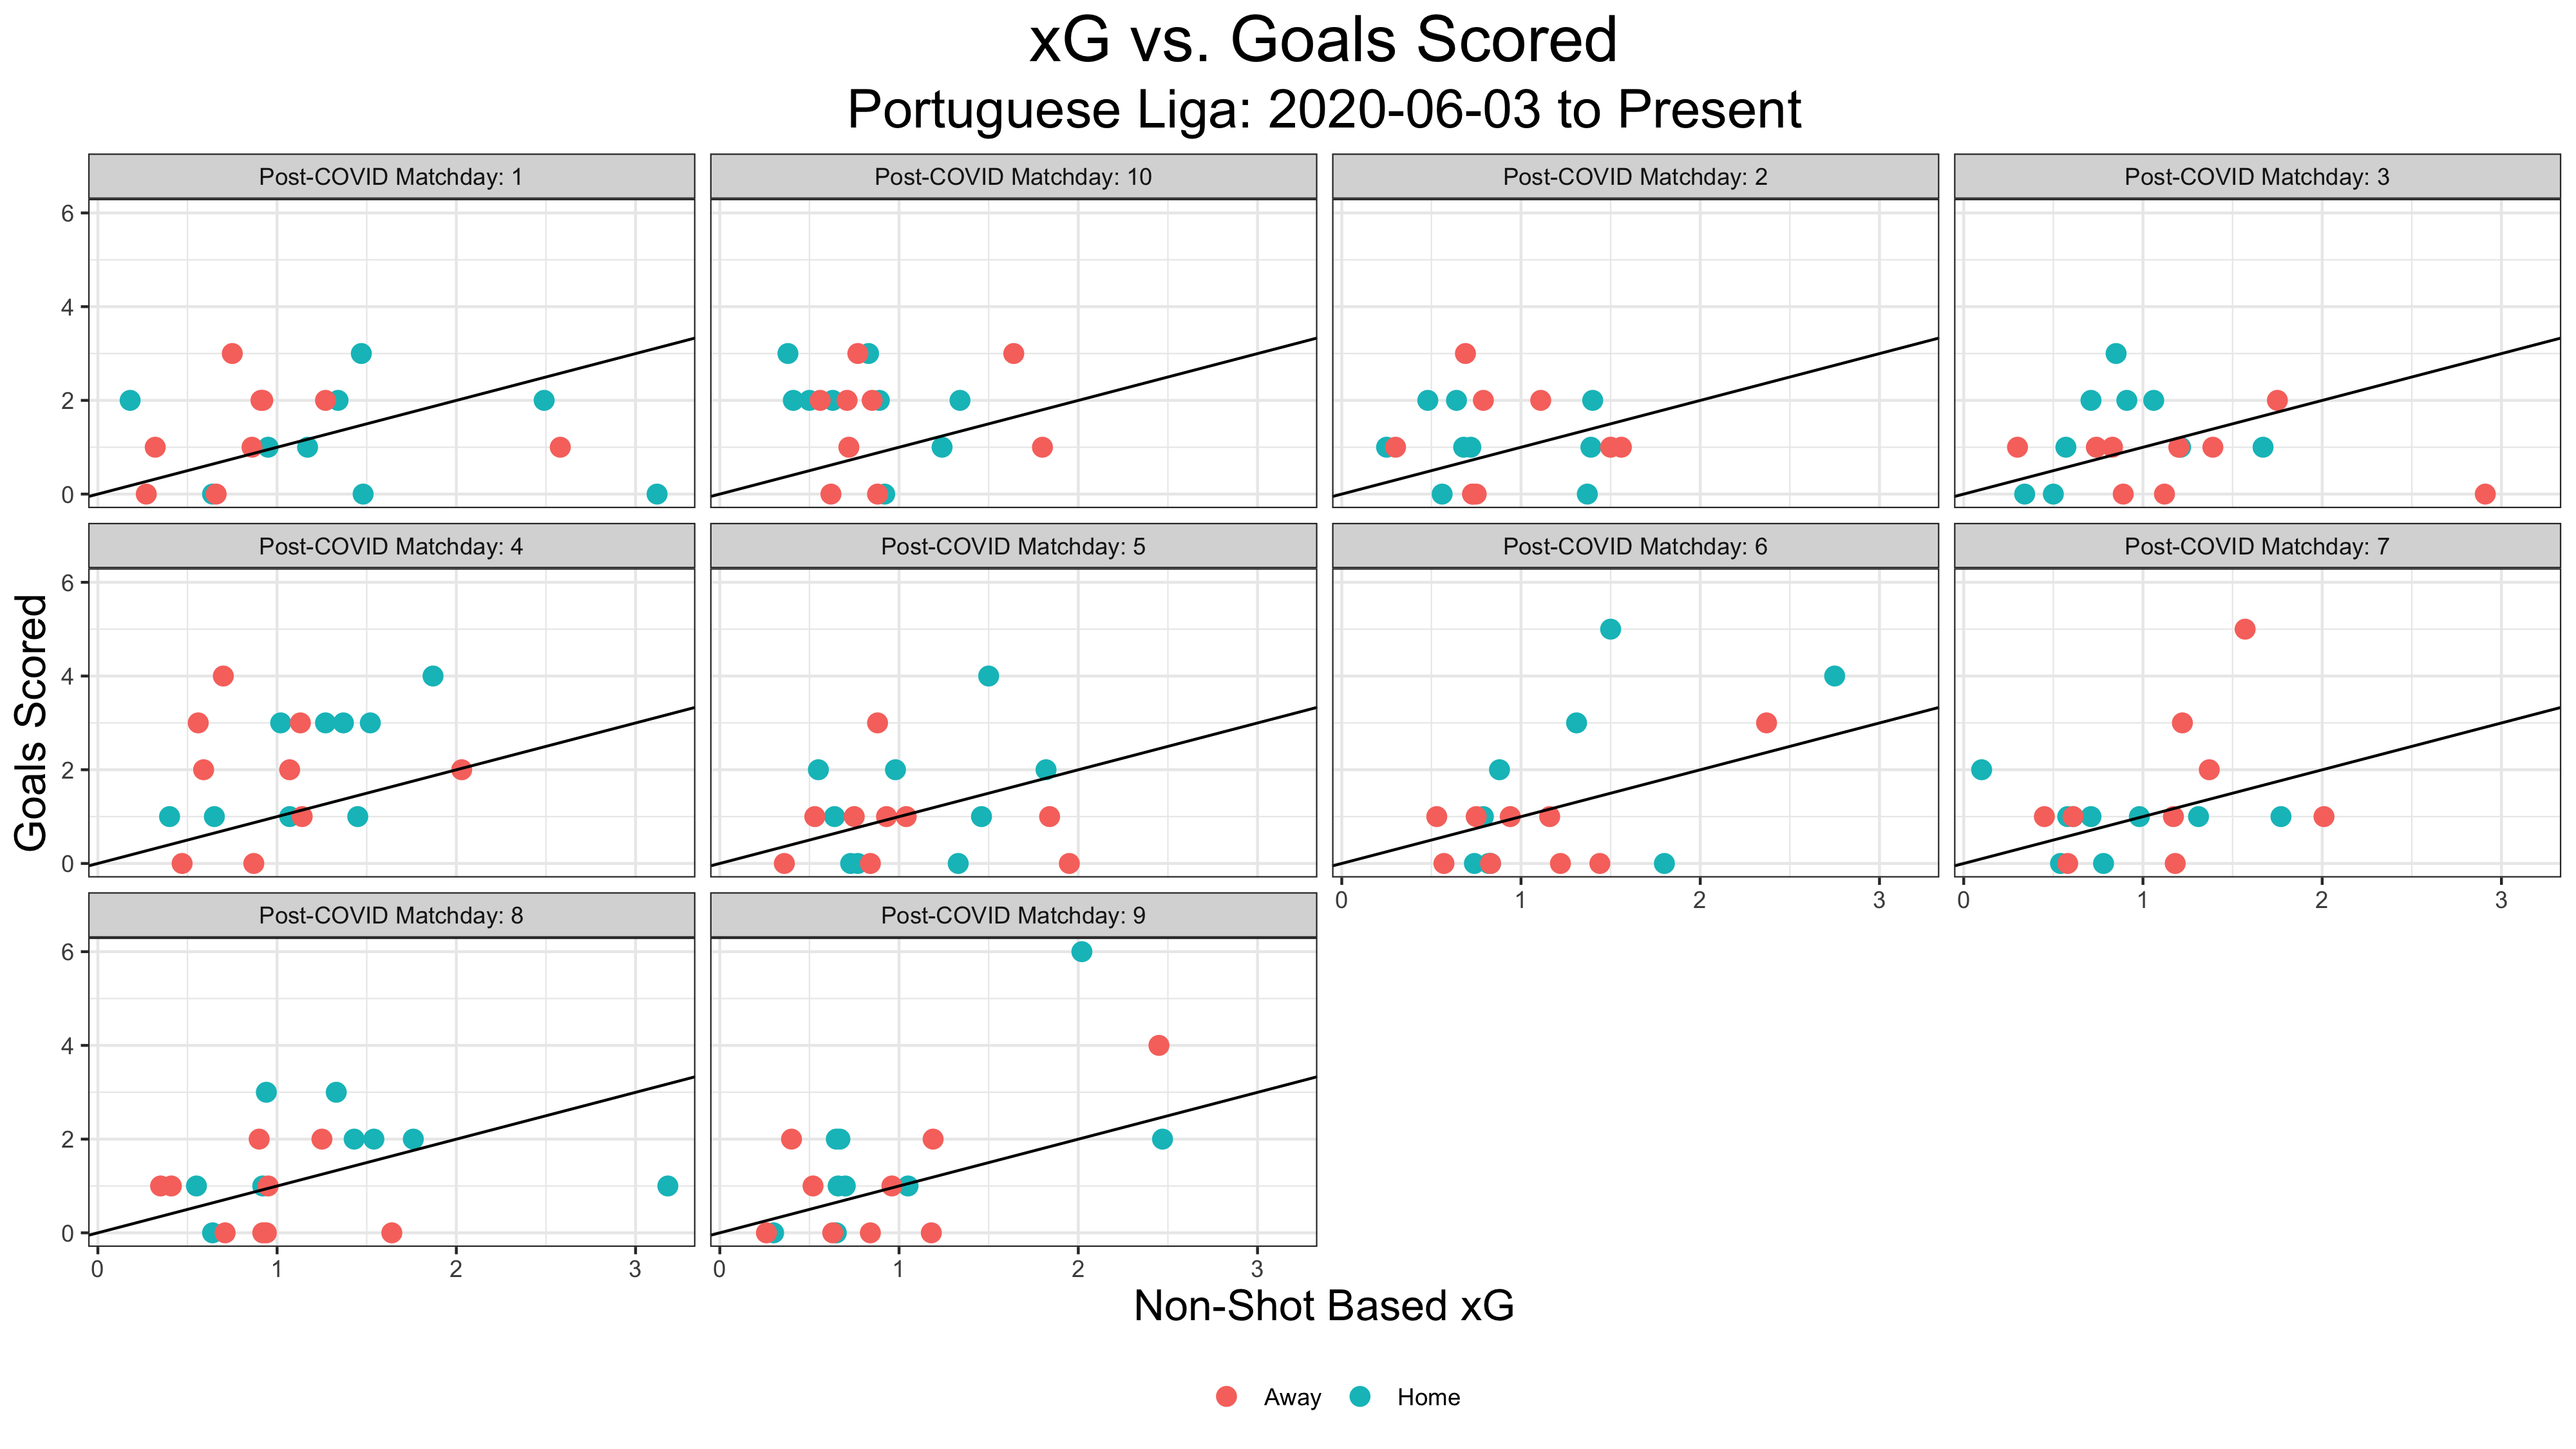 xG vs. Goals Scored
Portuguese Liga: 2020-06-03 to Present
Post-COVID Matchday: 1
Post-COVID Matchday: 10
Post-COVID Matchday: 2
Post-COVID Matchday: 3
6
4
2
0
Post-COVID Matchday: 4
Post-COVID Matchday: 5
Post-COVID Matchday: 6
Post-COVID Matchday: 7
6
4
2
0
Goals Scored
0 1 2 3
0 1 2 3
Post-COVID Matchday: 8
Post-COVID Matchday: 9
6
4
2
0
0 1 2 3
0 1 2 3
Non-Shot Based xG
Away Home